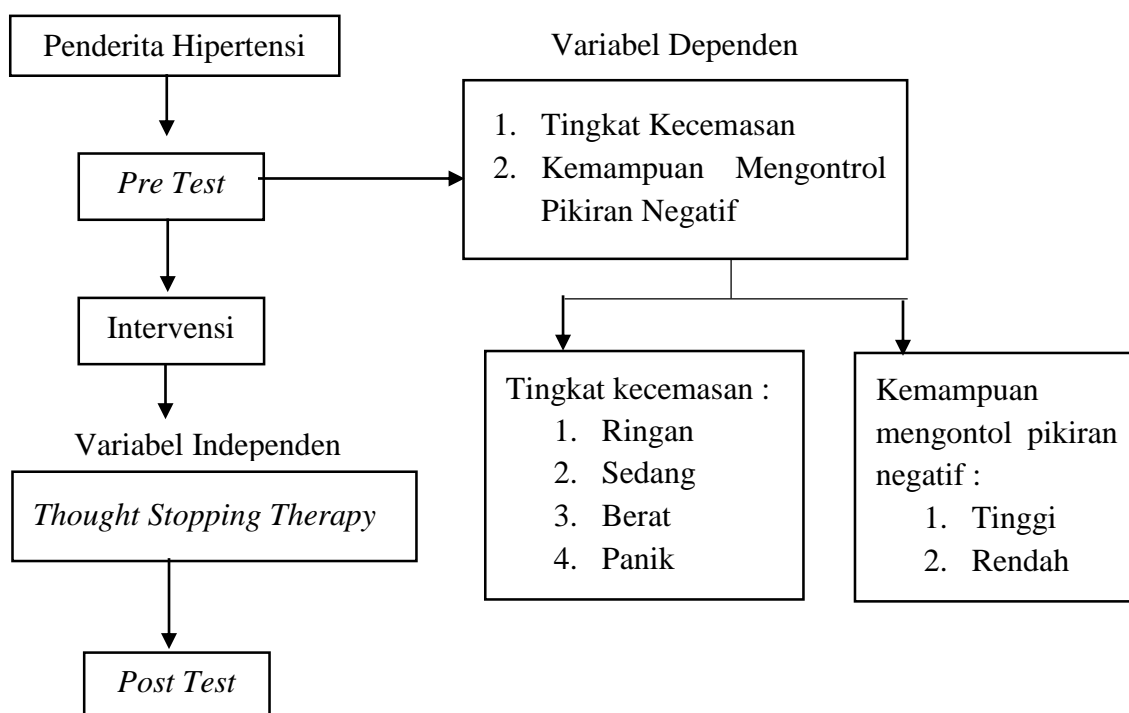 Penderita Hipertensi
Variabel Dependen
1. Tingkat Kecemasan
2. Kemampuan Mengontrol
Pikiran Negatif
Pre Test
Intervensi
Variabel Independen
Thought Stopping Therapy
Post Test
Tingkat kecemasan :
1. Ringan
2. Sedang
3. Berat
4. Panik
Kemampuan
mengontol pikiran
negatif :
1. Tinggi
2. Rendah